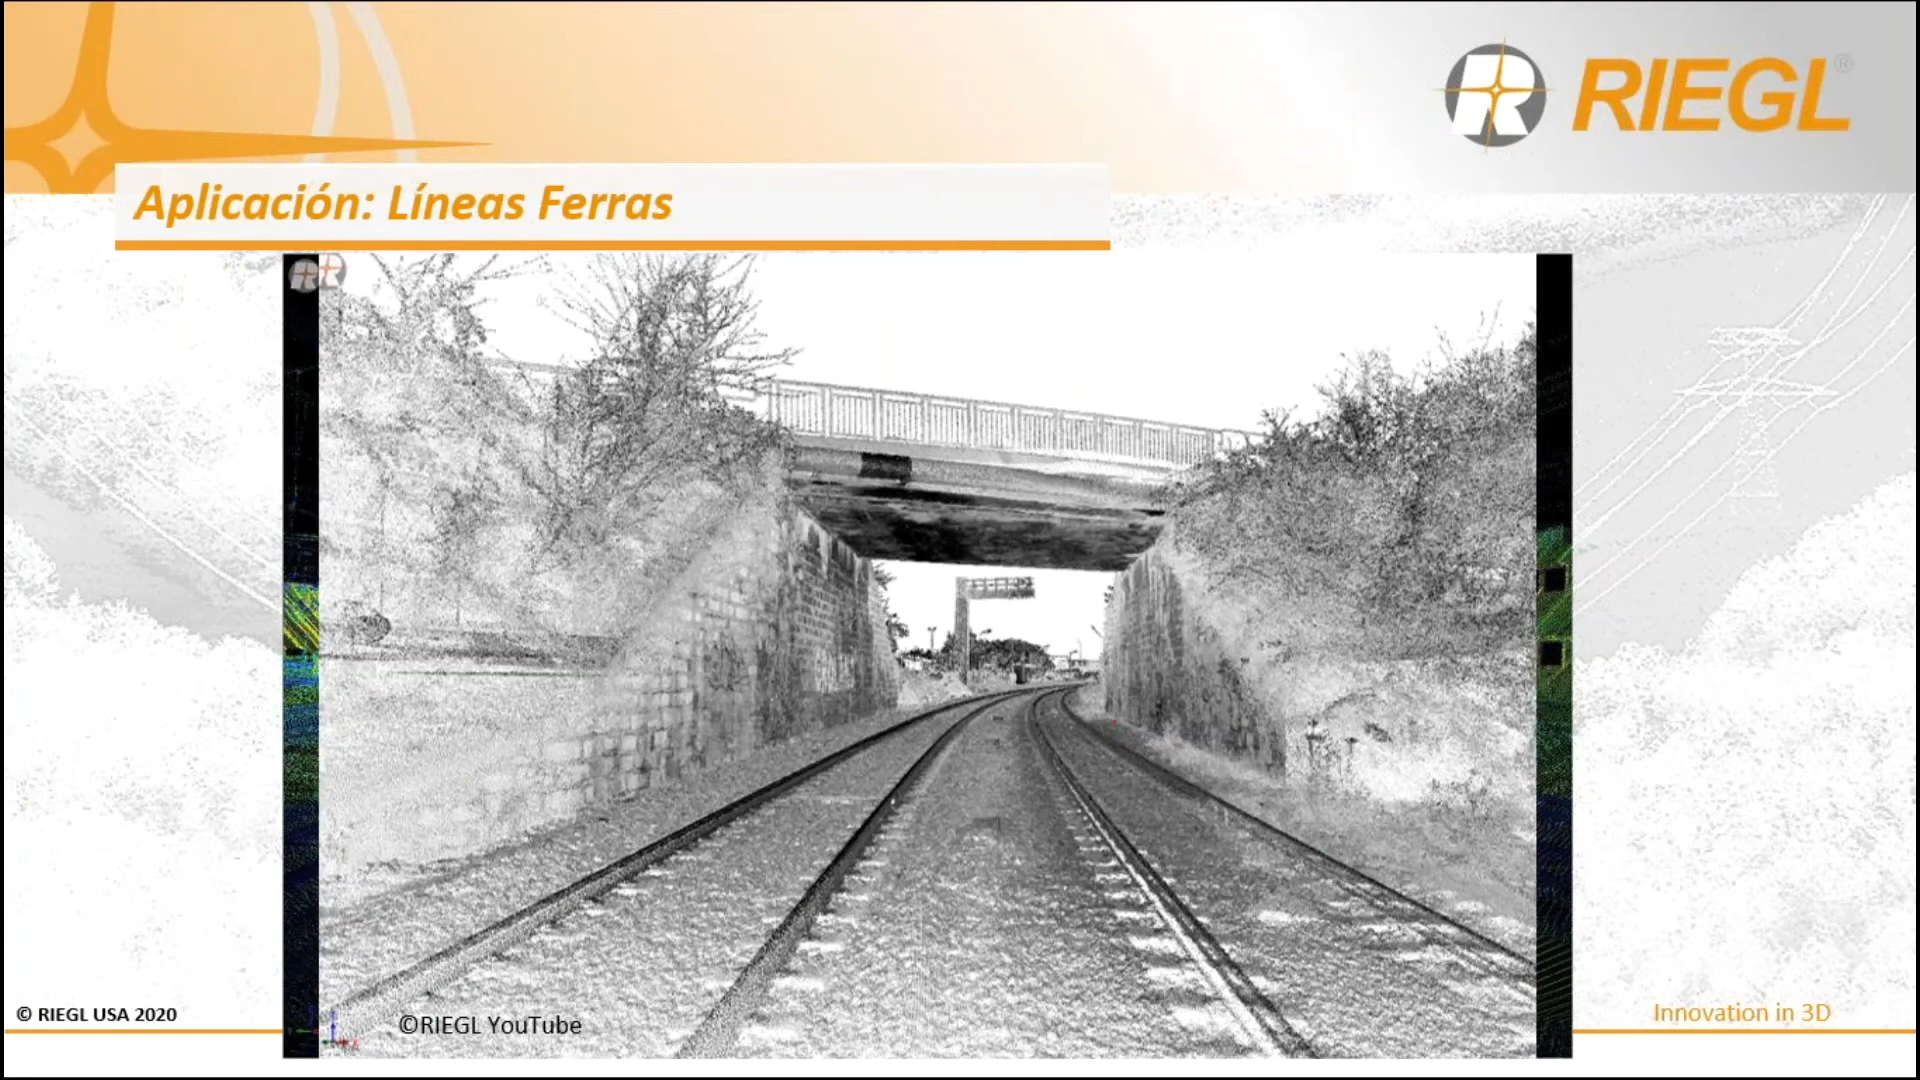 RIEGL®
Aplicación: Líneas Ferras
©RIEGL YouTube
© RIEGL USA 2020
Innovation in 3D